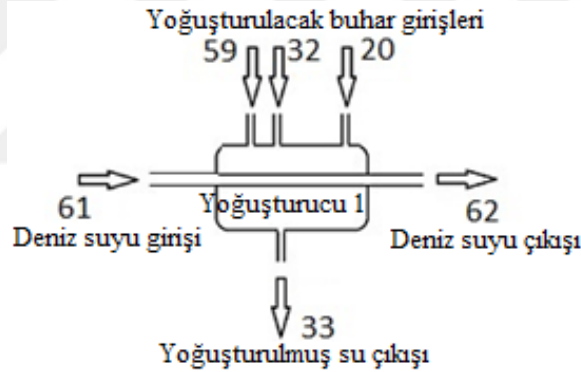 Yoğuşturulacak buhar girişleri
59 32 20
Yoğuşturucu 1
61 62
Deniz suyu girişi Deniz suyu çıkışı
33
Yoğuşturulmuş su çıkışı